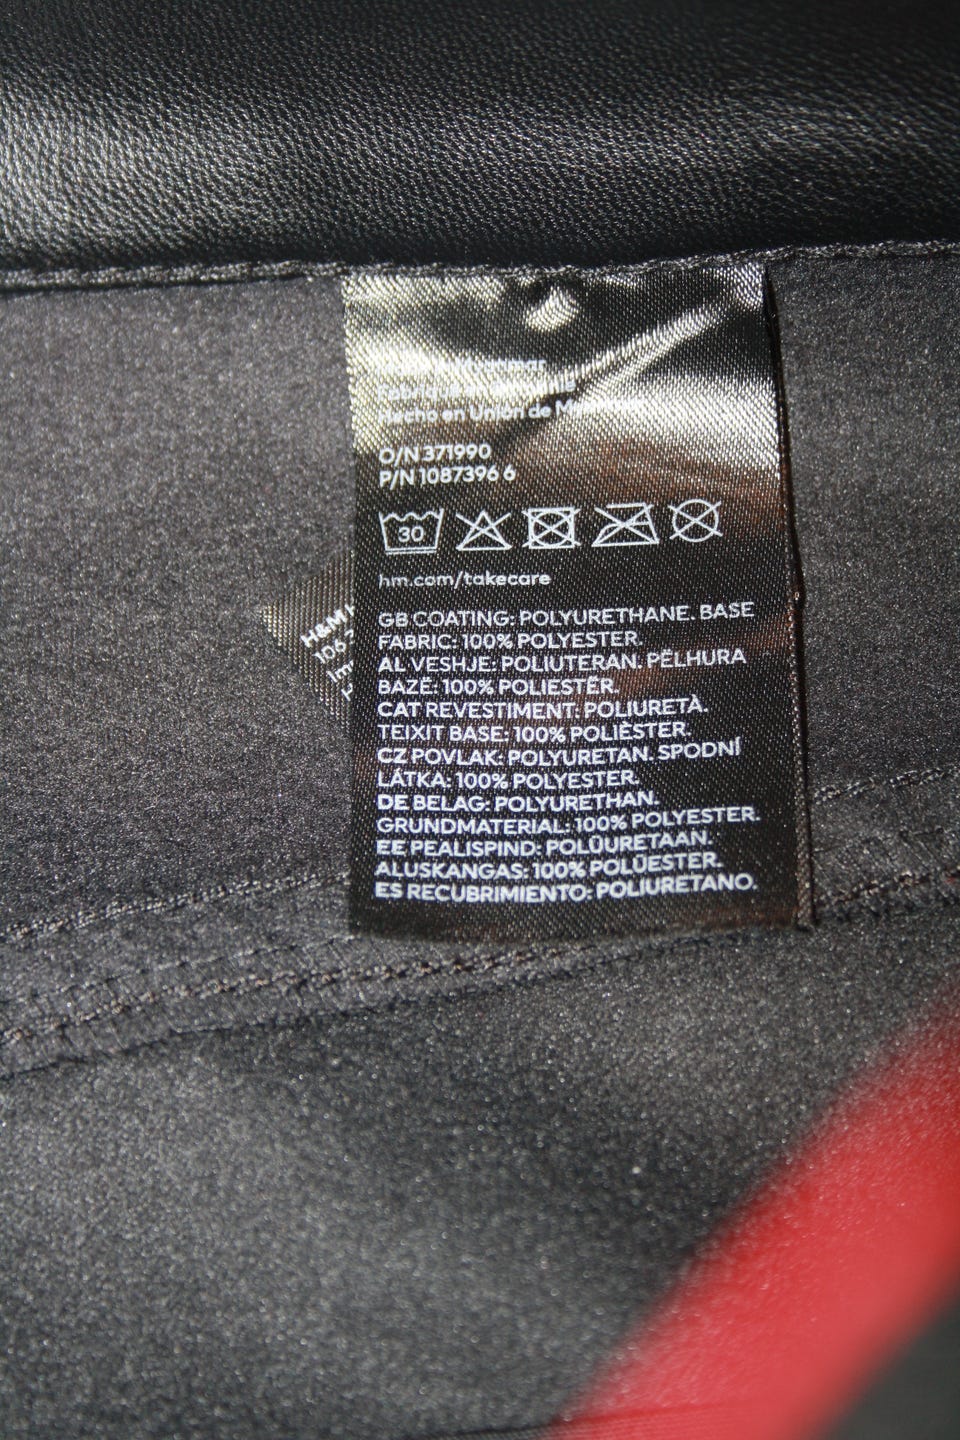 Hecho en Unión de
O/N 371990
P/N 1087396 6
30
hm.com/takecare
GB COATING: POLYURETHANE. BASE
FABRIC: 100% POLYESTER.
AL VESHJE: POLIUTERAN. PËLHURA
BAZË: 100% POLIESTËR.
CAT REVESTIMENT: POLIURETÀ.
TEIXIT BASE: 100% POLIÈSTER.
CZ POVLAK: POLYURETAN. SPODNÍ
LÁTKA: 100% POLYESTER.
DE BELAG: POLYURETHAN.
GRUNDMATERIAL: 100% POLYESTER.
EE PEALISPIND: POLÜURETAAN.
ALUSKANGAS: 100% POLÜESTER.
ES RECUBRIMIENTO: POLIURETANO.
H&M
106